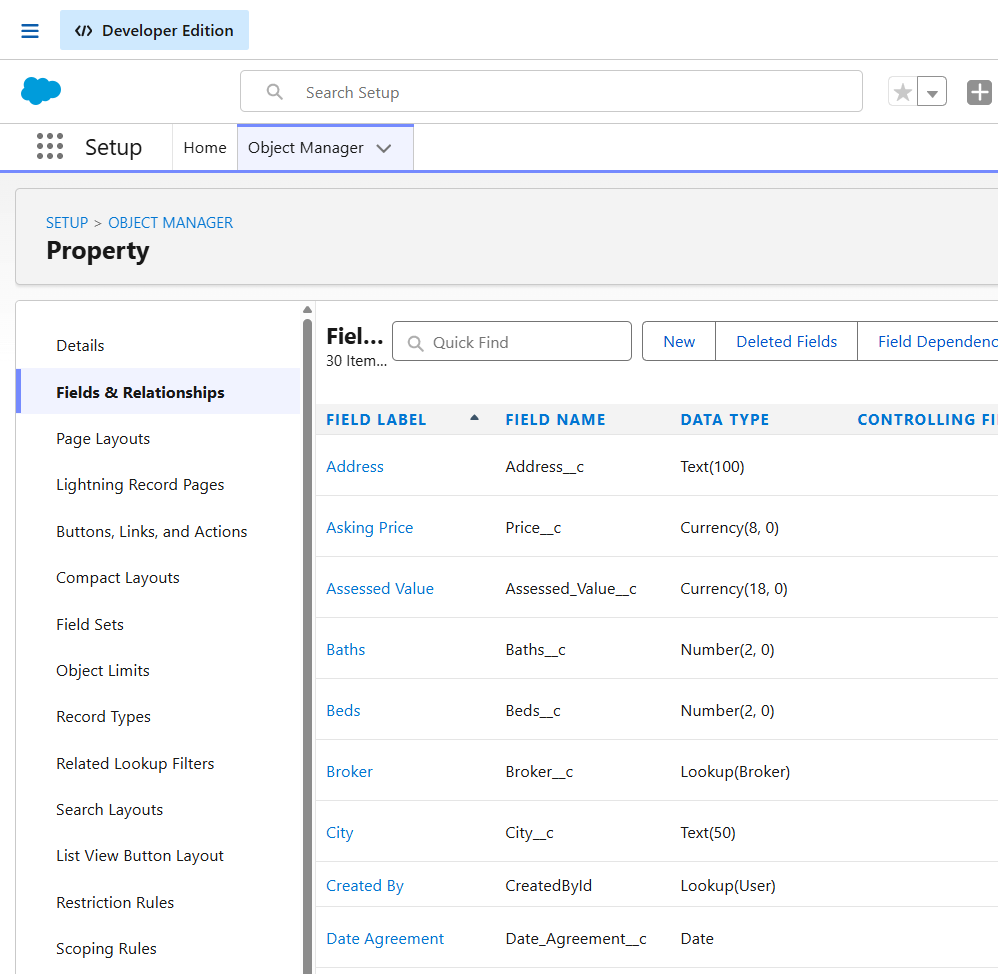 Developer Edition
Search Setup
Setup Home Object Manager
SETUP > OBJECT MANAGER
Property
Details
Fields & Relationships
Page Layouts
Lightning Record Pages
Buttons, Links, and Actions
Compact Layouts
Field Sets
Object Limits
Record Types
Related Lookup Filters
Search Layouts
List View Button Layout
Restriction Rules
Scoping Rules
Fiel... Quick Find New Deleted Fields Field Dependenc
30 Item...
FIELD LABEL FIELD NAME DATA TYPE CONTROLLING FI
Address Address__c Text(100)
Asking Price Price__c Currency(8, 0)
Assessed Value Assessed_Value__c Currency(18, 0)
Baths Baths__c Number(2, 0)
Beds Beds__c Number(2, 0)
Broker Broker__c Lookup(Broker)
City City__c Text(50)
Created By CreatedById Lookup(User)
Date Agreement Date_Agreement__c Date